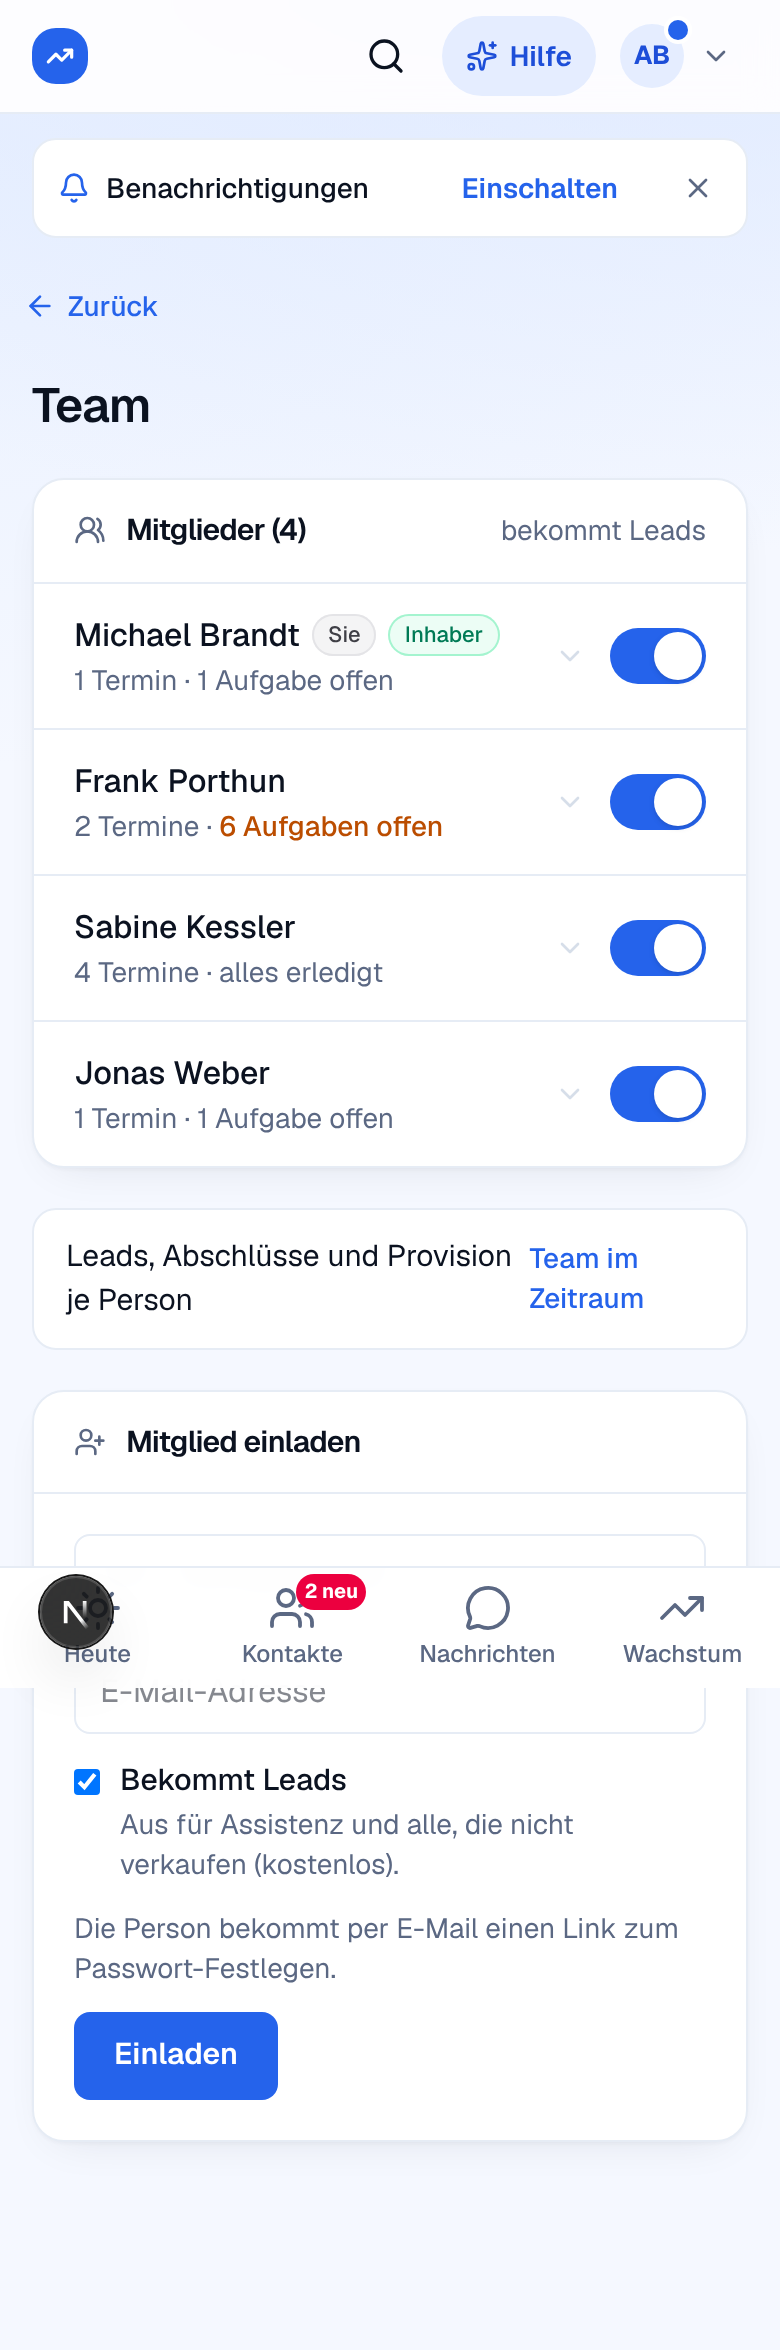 Hilfe
AB
Benachrichtigungen
Einschalten
Zurück
Team
Mitglieder (4)
bekommt Leads
Michael Brandt
Sie
Inhaber
1 Termin · 1 Aufgabe offen
Frank Porthun
2 Termine · 6 Aufgaben offen
Sabine Kessler
4 Termine · alles erledigt
Jonas Weber
1 Termin · 1 Aufgabe offen
Leads, Abschlüsse und Provision
je Person
Team im
Zeitraum
Mitglied einladen
N
2 neu
Heute
Kontakte
Nachrichten
Wachstum
E-Mail-Adresse
Bekommt Leads
Aus für Assistenz und alle, die nicht
verkaufen (kostenlos).
Die Person bekommt per E-Mail einen Link zum
Passwort-Festlegen.
Einladen